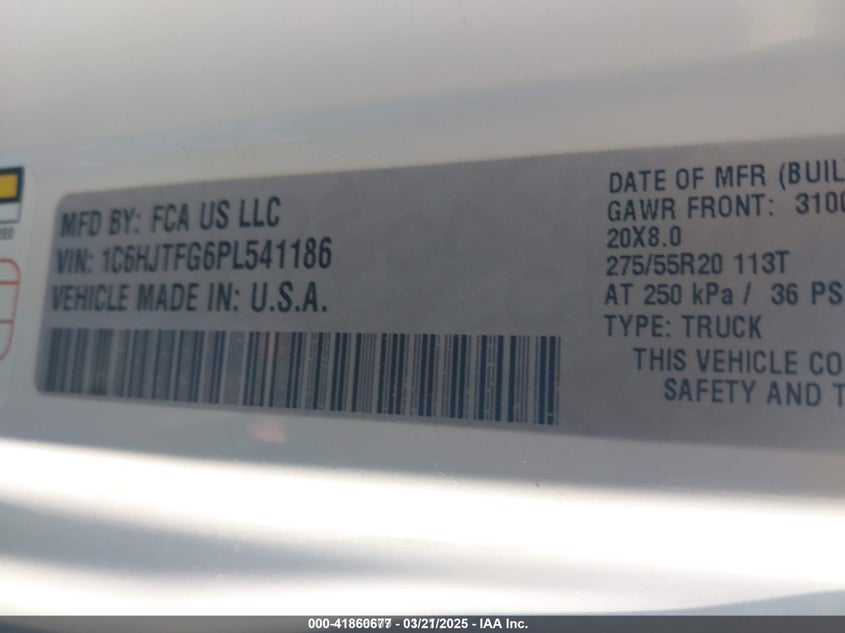 EED
MFD BY: FCA US LLC
VIN: 1C6HJTFG6PL541186
VEHICLE MADE IN: U.S.A.
DATE OF MFR (BUIL
GAWR FRONT: 3100
20X8.0
275/55R20 113T
AT 250 kPa / 36 PS
TYPE: TRUCK
THIS VEHICLE CO
SAFETY AND T
000-41860677 - 03/21/2025 - IAA Inc.